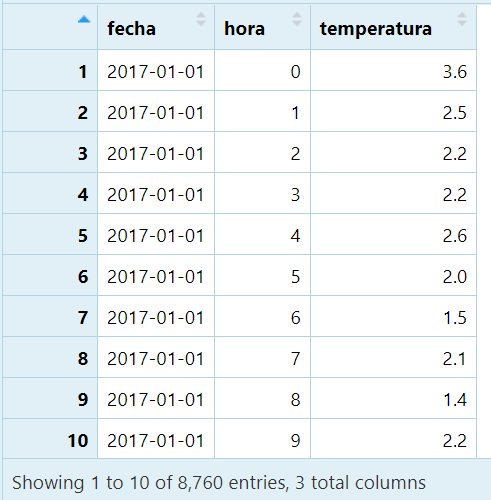 fecha hora temperatura
1 2017-01-01 0 3.6
2 2017-01-01 1 2.5
3 2017-01-01 2 2.2
4 2017-01-01 3 2.2
5 2017-01-01 4 2.6
6 2017-01-01 5 2.0
7 2017-01-01 6 1.5
8 2017-01-01 7 2.1
9 2017-01-01 8 1.4
10 2017-01-01 9 2.2
Showing 1 to 10 of 8,760 entries, 3 total columns